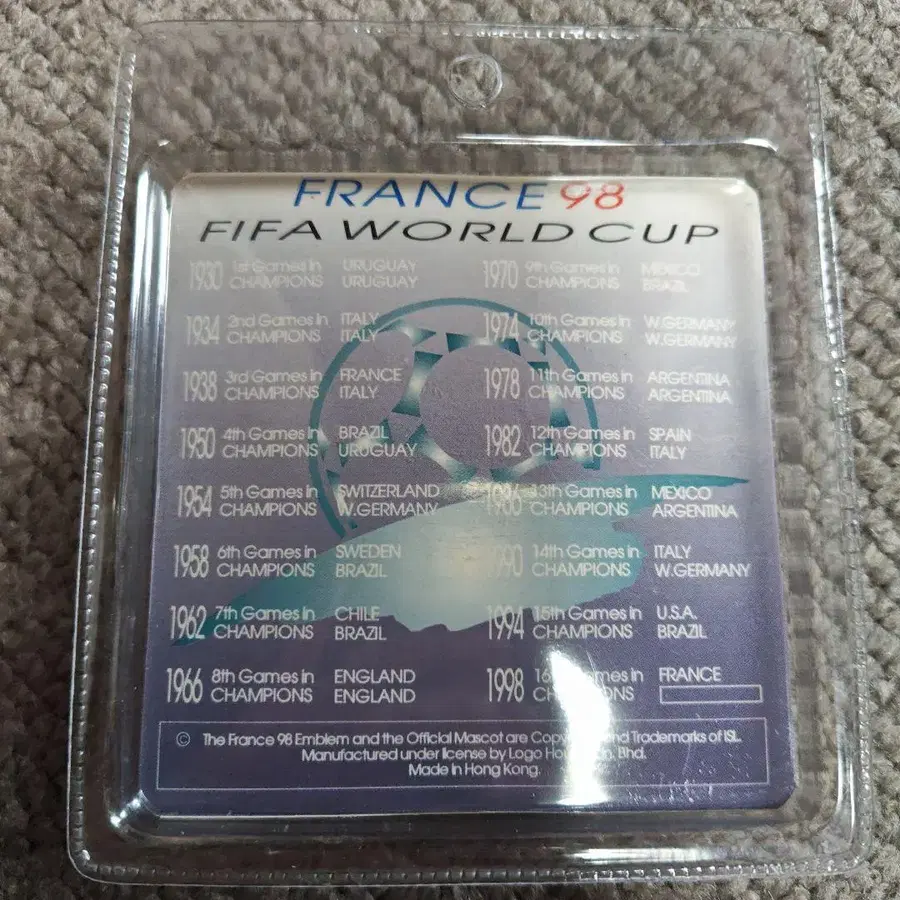 FRANCE 98
FIFA WORLD CUP
1930 1st Games in URUGUAY
CHAMPIONS URUGUAY
1934 2nd Games in ITALY
CHAMPIONS ITALY
1938 3rd Games in FRANCE
CHAMPIONS ITALY
1950 4th Games in BRAZIL
CHAMPIONS URUGUAY
1954 5th Games in SWITZERLAND
CHAMPIONS W.GERMANY
1958 6th Games in SWEDEN
CHAMPIONS BRAZIL
1962 7th Games in CHILE
CHAMPIONS BRAZIL
1966 8th Games in ENGLAND
CHAMPIONS ENGLAND
1970 9th Games in MEXICO
CHAMPIONS BRAZIL
1974 10th Games in W.GERMANY
CHAMPIONS W.GERMANY
1978 11th Games in ARGENTINA
CHAMPIONS ARGENTINA
1982 12th Games in SPAIN
CHAMPIONS ITALY
1986 13th Games in MEXICO
CHAMPIONS ARGENTINA
1990 14th Games in ITALY
CHAMPIONS W.GERMANY
1994 15th Games in U.S.A.
CHAMPIONS BRAZIL
1998 Games in FRANCE
© The France 98 Emblem and the Official Mascot are and Trademarks of ISL.
Manufactured under license by Logo Bhd.
Made in Hong Kong.